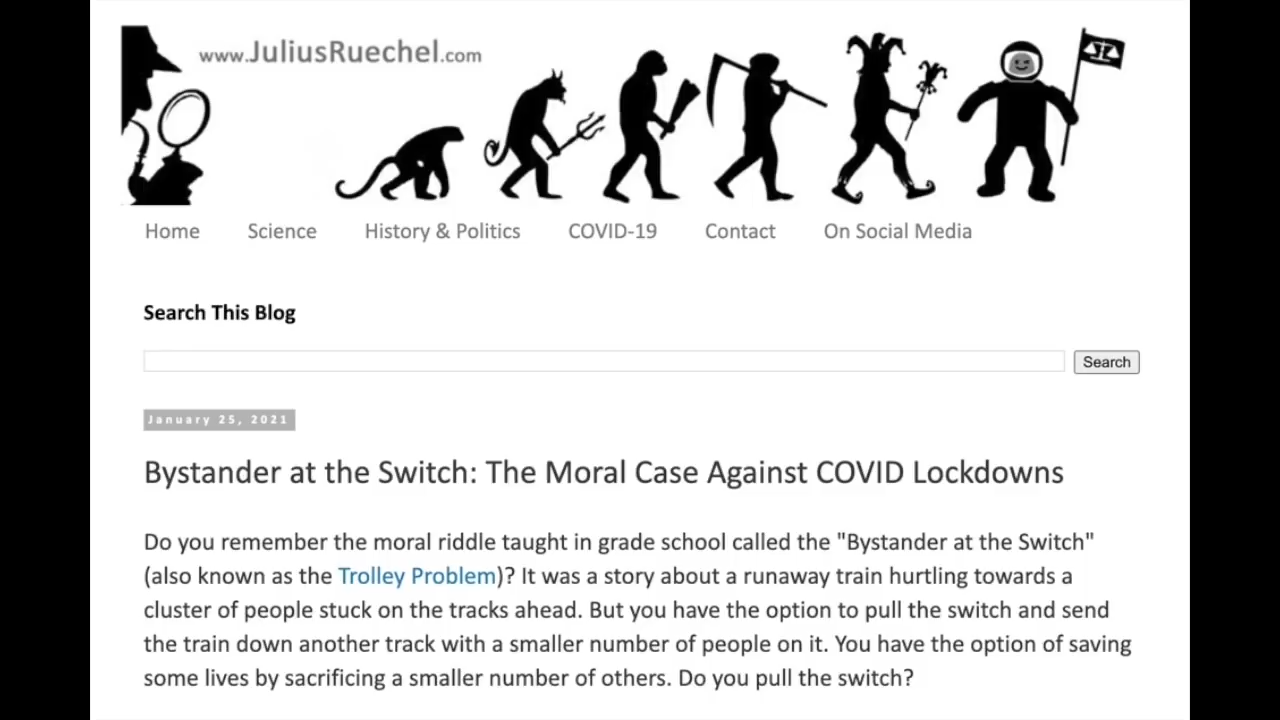 www.JuliusRuechel.com
Home Science History & Politics COVID-19 Contact On Social Media
Search This Blog
Search
January 25, 2021
Bystander at the Switch: The Moral Case Against COVID Lockdowns
Do you remember the moral riddle taught in grade school called the "Bystander at the Switch"
(also known as the Trolley Problem)? It was a story about a runaway train hurtling towards a
cluster of people stuck on the tracks ahead. But you have the option to pull the switch and send
the train down another track with a smaller number of people on it. You have the option of saving
some lives by sacrificing a smaller number of others. Do you pull the switch?